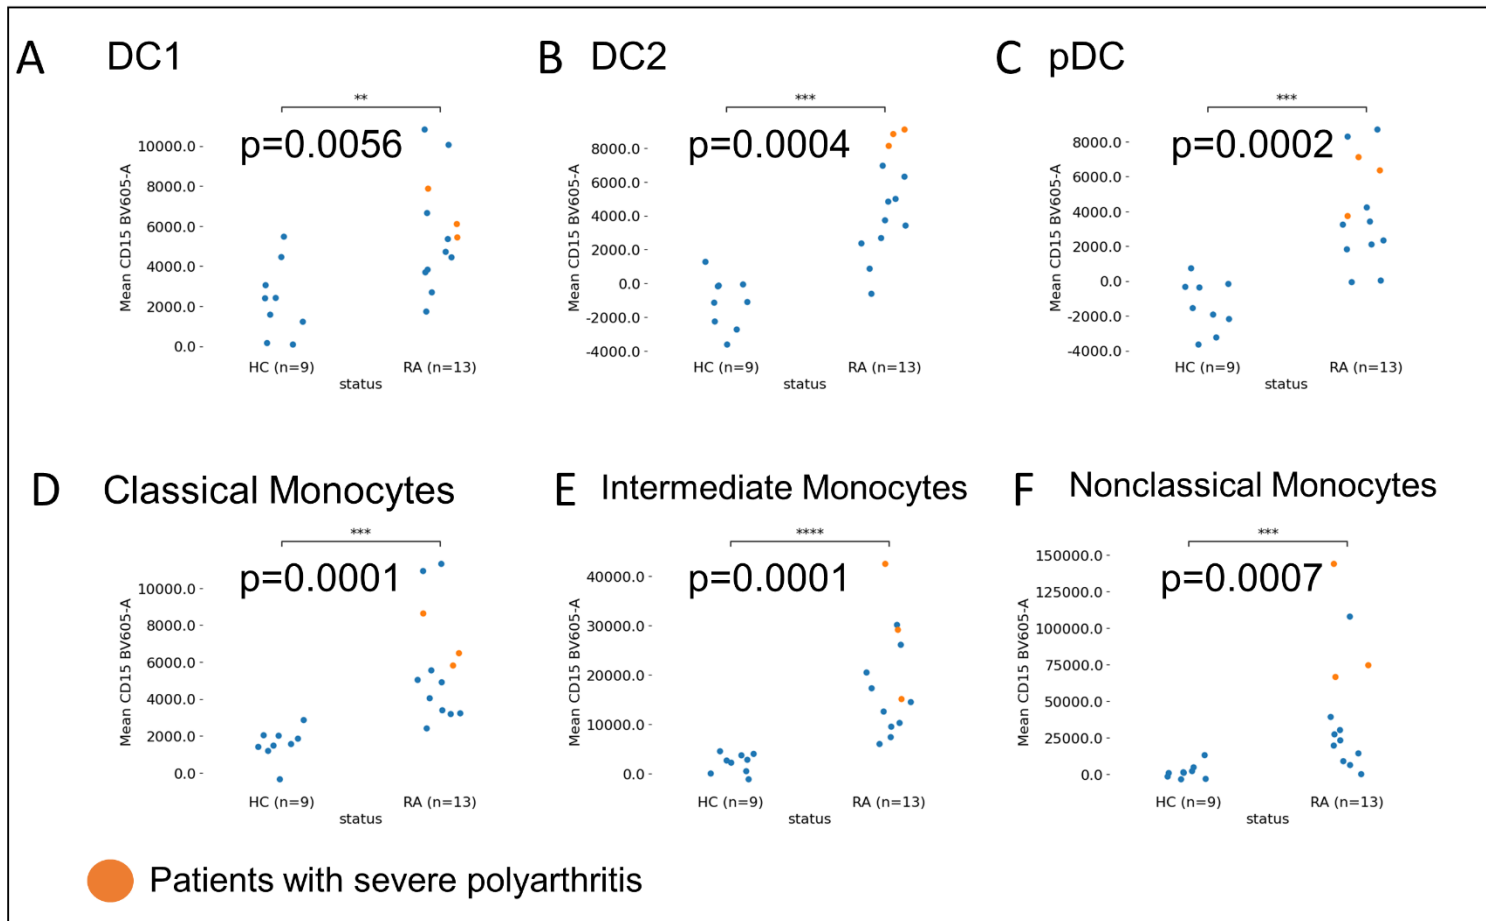 A DC1
**
p=0.0056
10000.0
8000.0
6000.0
4000.0
2000.0
0.0
Mean CD15 BV605-A
HC (n=9) RA (n=13)
status
B DC2
***
p=0.0004
8000.0
6000.0
4000.0
2000.0
0.0
-2000.0
-4000.0
Mean CD15 BV605-A
HC (n=9) RA (n=13)
status
C pDC
***
p=0.0002
8000.0
6000.0
4000.0
2000.0
0.0
-2000.0
-4000.0
Mean CD15 BV605-A
HC (n=9) RA (n=13)
status
D Classical Monocytes
***
p=0.0001
10000.0
8000.0
6000.0
4000.0
2000.0
0.0
Mean CD15 BV605-A
HC (n=9) RA (n=13)
status
E Intermediate Monocytes
****
p=0.0001
40000.0
30000.0
20000.0
10000.0
0.0
Mean CD15 BV605-A
HC (n=9) RA (n=13)
status
F Nonclassical Monocytes
***
p=0.0007
150000.0
125000.0
100000.0
75000.0
50000.0
25000.0
0.0
Mean CD15 BV605-A
HC (n=9) RA (n=13)
status
Patients with severe polyarthritis